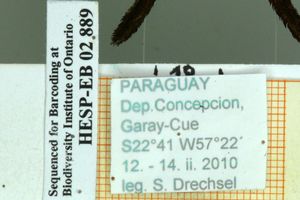 Sequenced for Barcoding at
Biodiversity Institute of Ontario
HESP-EB 02 889
PARAGUAY
Dep.Concepcion,
Garay-Cue
S22°41 W57°22´
12. - 14. ii. 2010
leg. S. Drechsel